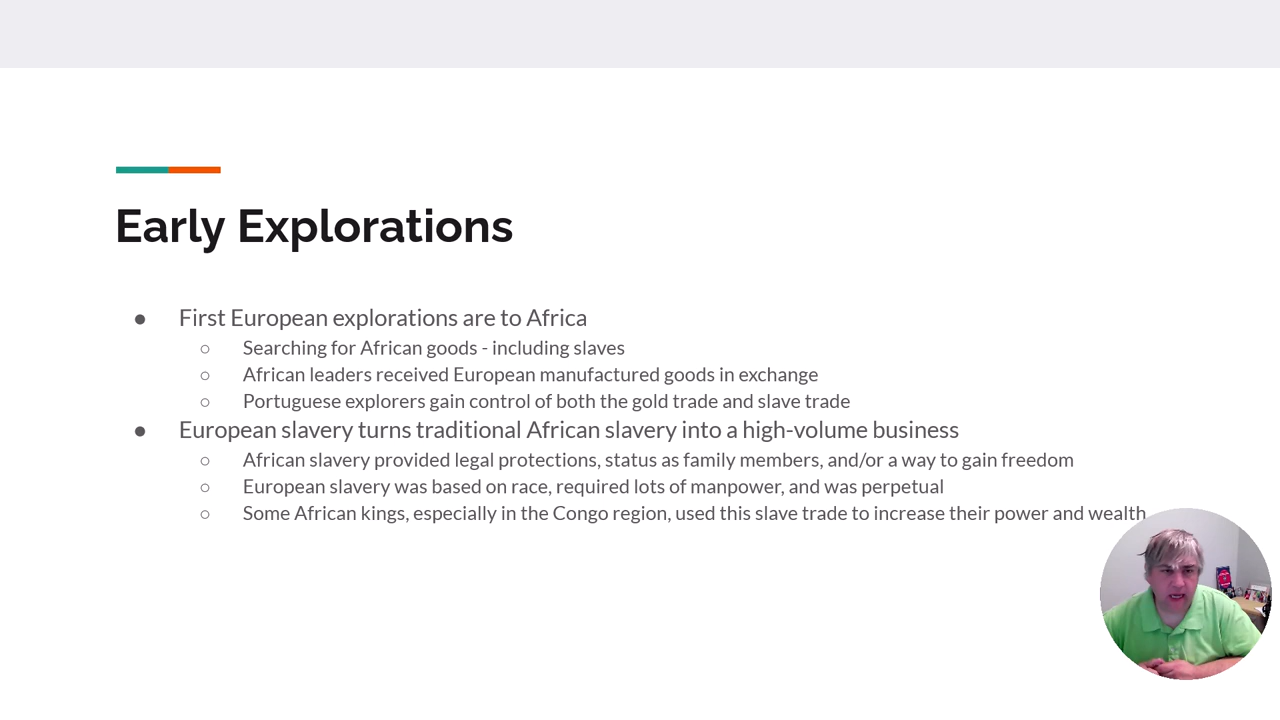 Early Explorations
● First European explorations are to Africa
○ Searching for African goods - including slaves
○ African leaders received European manufactured goods in exchange
○ Portuguese explorers gain control of both the gold trade and slave trade
● European slavery turns traditional African slavery into a high-volume business
○ African slavery provided legal protections, status as family members, and/or a way to gain freedom
○ European slavery was based on race, required lots of manpower, and was perpetual
○ Some African kings, especially in the Congo region, used this slave trade to increase their power and wealth